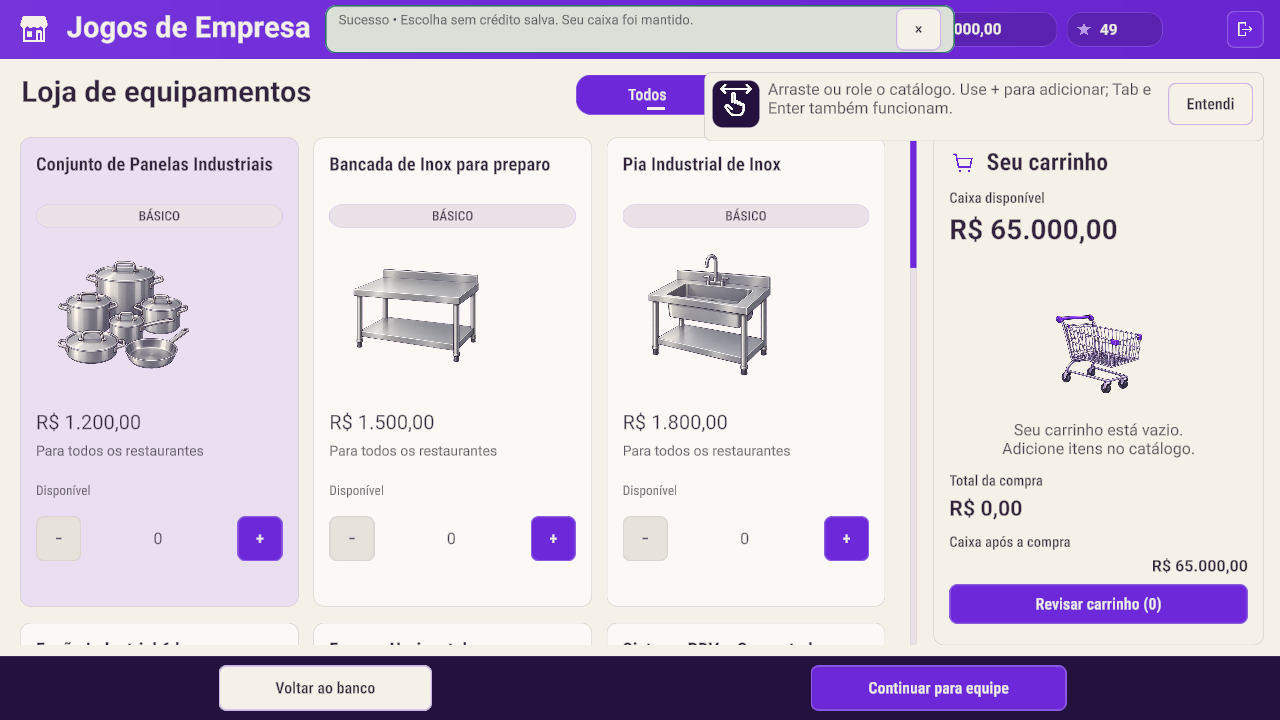 Jogos de Empresa
Sucesso • Escolha sem crédito salva. Seu caixa foi mantido.
×
000,00
49
Loja de equipamentos
Todos
Arraste ou role o catálogo. Use + para adicionar; Tab e
Enter também funcionam.
Entendi
Conjunto de Panelas Industriais
BÁSICO
R$ 1.200,00
Para todos os restaurantes
Disponível
-
0
+
Bancada de Inox para preparo
BÁSICO
R$ 1.500,00
Para todos os restaurantes
Disponível
-
0
+
Pia Industrial de Inox
BÁSICO
R$ 1.800,00
Para todos os restaurantes
Disponível
-
0
+
Seu carrinho
Caixa disponível
R$ 65.000,00
Seu carrinho está vazio.
Adicione itens no catálogo.
Total da compra
R$ 0,00
Caixa após a compra
R$ 65.000,00
Revisar carrinho (0)
Voltar ao banco
Continuar para equipe